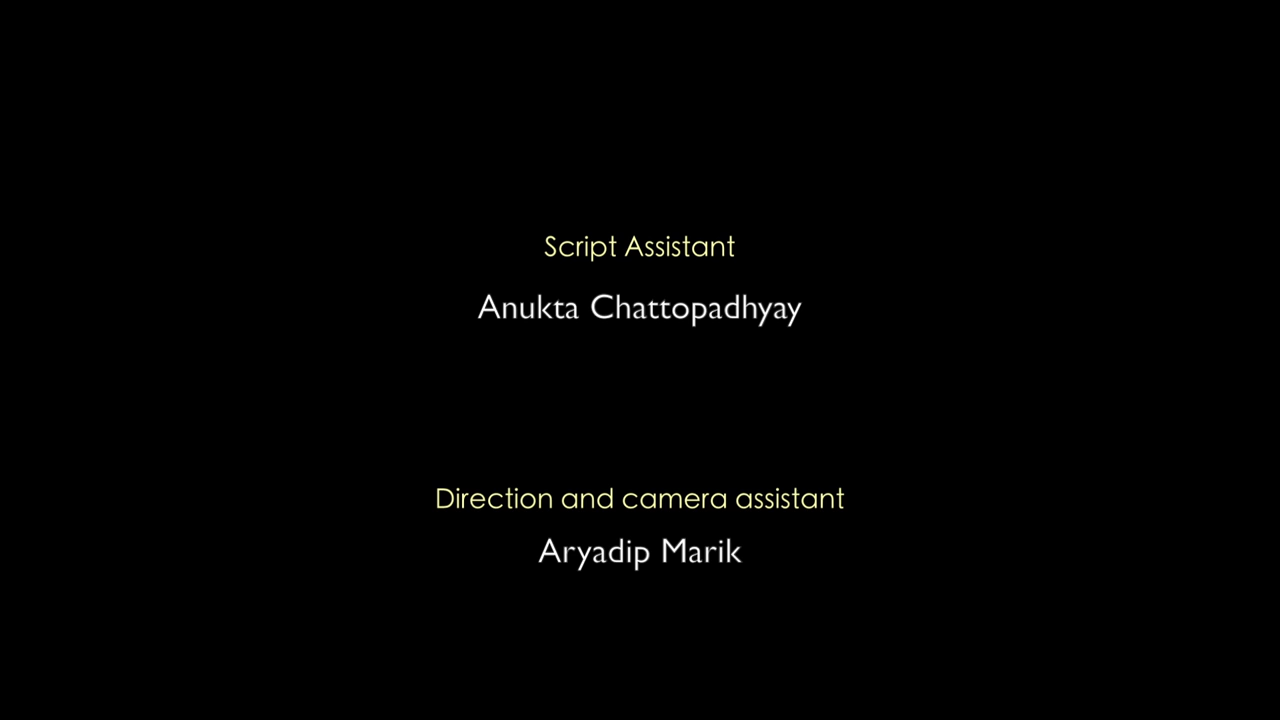 Script Assistant
Anukta Chattopadhyay
Direction and camera assistant
Aryadip Marik